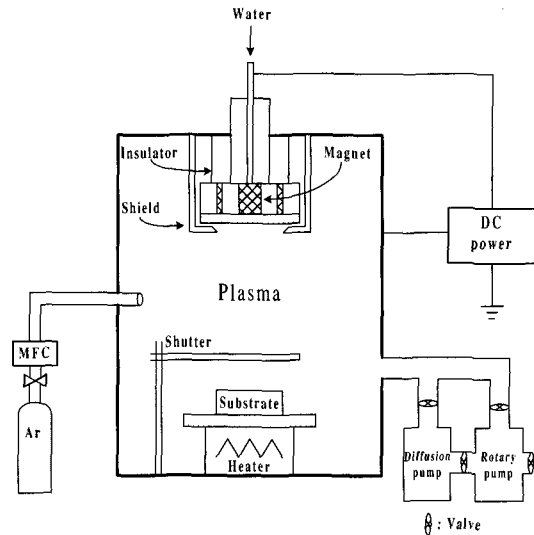 Water
Insulator
Magnet
Shield
DC
power
Plasma
MFC
Shutter
Ar
Substrate
Heater
Diffusion
pump
Rotary
pump
: Valve